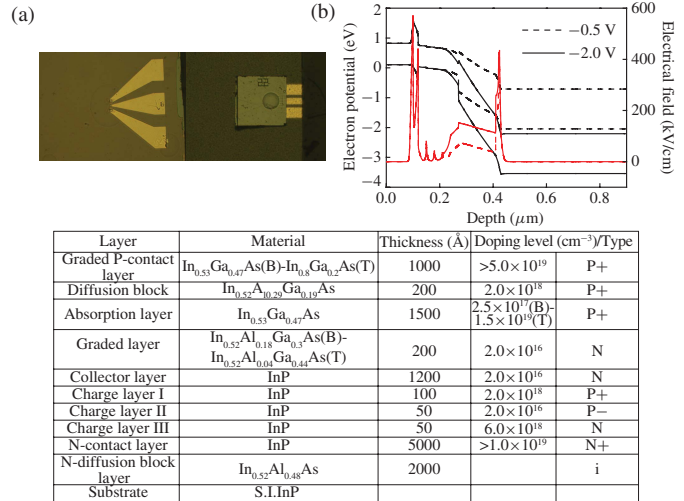 (a)
(b)
2
1
0
−1
−2
−3
−4
Electron potential (eV)
600
500
400
300
200
100
0
Electrical field (kV/cm)
−0.5 V
−2.0 V
0.0 0.2 0.4 0.6 0.8
Depth (μm)
Layer Material Thickness (Å) Doping level (cm⁻³)/Type
Graded P-contact layer In0.53Ga0.47As(B)-In0.8Ga0.2As(T) 1000 >5.0×10¹⁹ P+
Diffusion block In0.52A10.29Ga0.19As 200 2.0×10¹⁸ P+
Absorption layer In0.53Ga0.47As 1500 2.5×10¹⁷(B)-1.5×10¹⁹(T) P+
Graded layer In0.52Al0.18Ga0.3As(B)-In0.52Al0.04Ga0.44As(T) 200 2.0×10¹⁶ N
Collector layer InP 1200 2.0×10¹⁶ N
Charge layer I InP 100 2.0×10¹⁸ P+
Charge layer II InP 50 2.0×10¹⁶ P−
Charge layer III InP 50 6.0×10¹⁸ N
N-contact layer InP 5000 >1.0×10¹⁹ N+
N-diffusion block layer In0.52Al0.48As 2000 i
Substrate S.I.InP